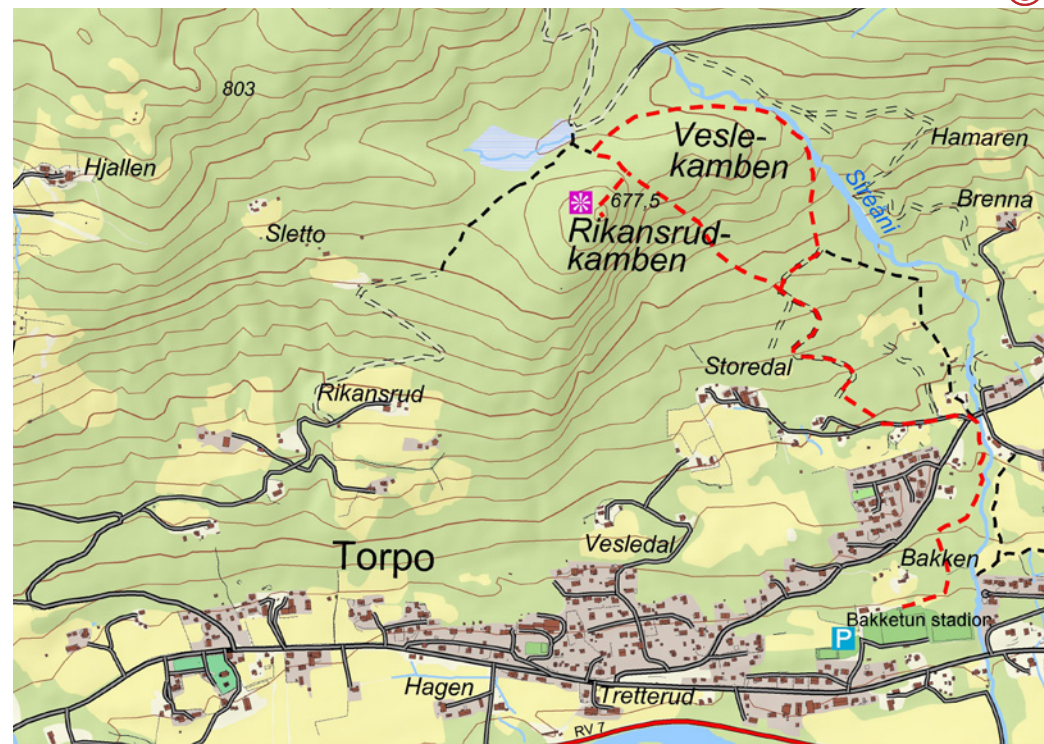 803
Vesle-
kamben
Hamaren
Hjallen
Streåni
Brenna
677.5
Sletto
Rikansrud-
kamben
Storedal
Rikansrud
Torpo
Vesledal
Bakken
Bakketun stadion
P
Hagen
Tretterud
RV 7